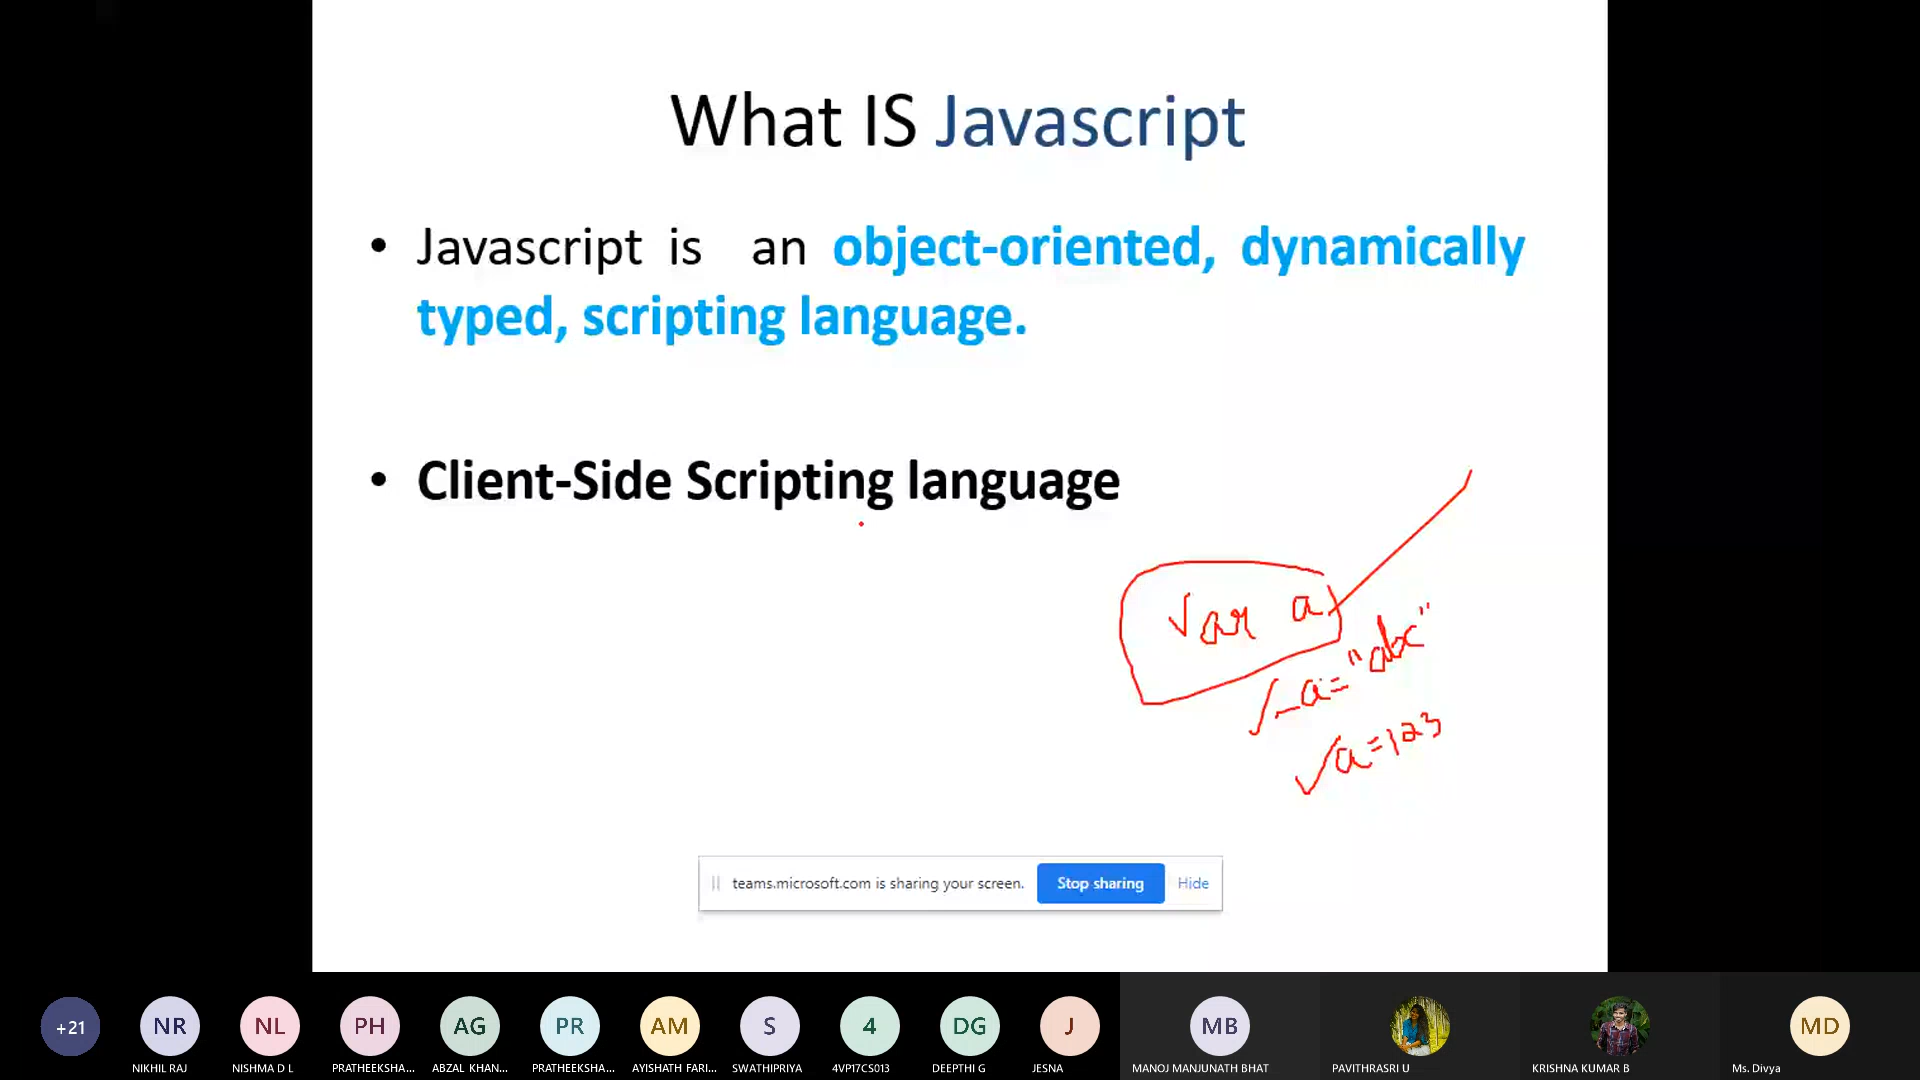 What IS Javascript
• Javascript is an object-oriented, dynamically
typed, scripting language.
• Client-Side Scripting language
var a
a="abc"
a=123
teams.microsoft.com is sharing your screen. Stop sharing Hide
+21 NR NL PH AG PR AM S 4 DG J MB MD
NIKHIL RAJ NISHMA D L PRATHEEKSHA... ABZAL KHAN... PRATHEEKSHA... AYISHATH FARI... SWATHIPRIYA 4VP17CS013 DEEPTHI G JESNA MANOJ MANJUNATH BHAT PAVITHRASRI U KRISHNA KUMAR B Ms. Divya